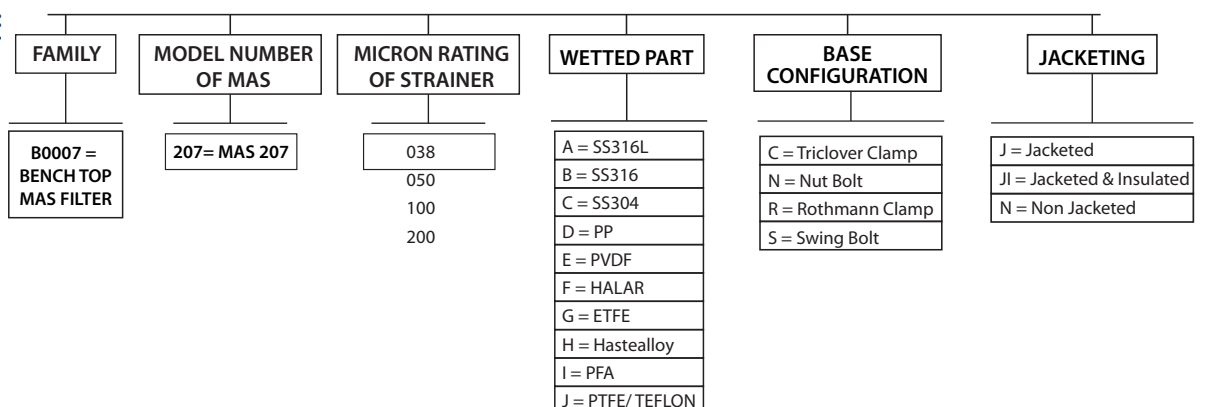 FAMILY
MODEL NUMBER
OF MAS
MICRON RATING
OF STRAINER
WETTED PART
BASE
CONFIGURATION
JACKETING
B0007 =
BENCH TOP
MAS FILTER
207= MAS 207
038
050
100
200
A = SS316L
B = SS316
C = SS304
D = PP
E = PVDF
F = HALAR
G = ETFE
H = Hastealloy
I = PFA
J = PTFE/ TEFLON
C = Triclover Clamp
N = Nut Bolt
R = Rothmann Clamp
S = Swing Bolt
J = Jacketed
JI = Jacketed & Insulated
N = Non Jacketed